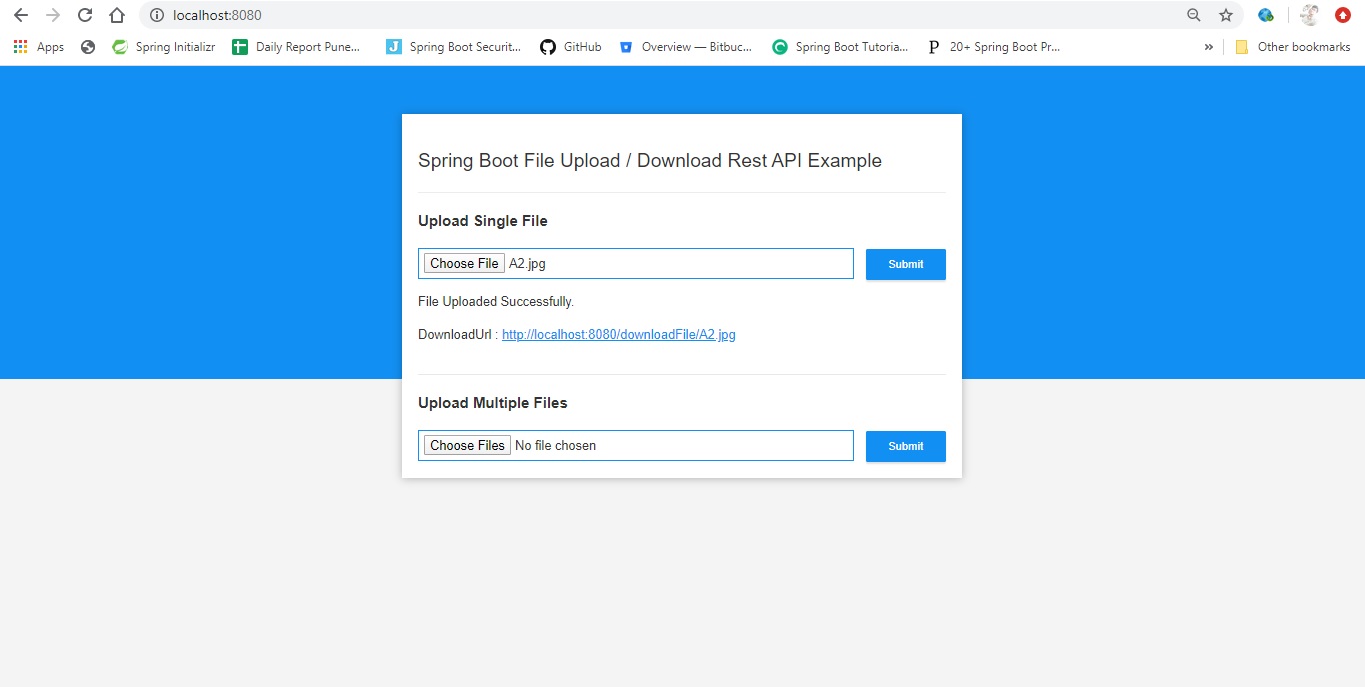 localhost:8080
Apps Spring Initializr Daily Report Pune... Spring Boot Securit... GitHub Overview — Bitbuc... Spring Boot Tutoria... P 20+ Spring Boot Pr... » Other bookmarks
Spring Boot File Upload / Download Rest API Example
Upload Single File
Choose File A2.jpg Submit
File Uploaded Successfully.
DownloadUrl : http://localhost:8080/downloadFile/A2.jpg
Upload Multiple Files
Choose Files No file chosen Submit